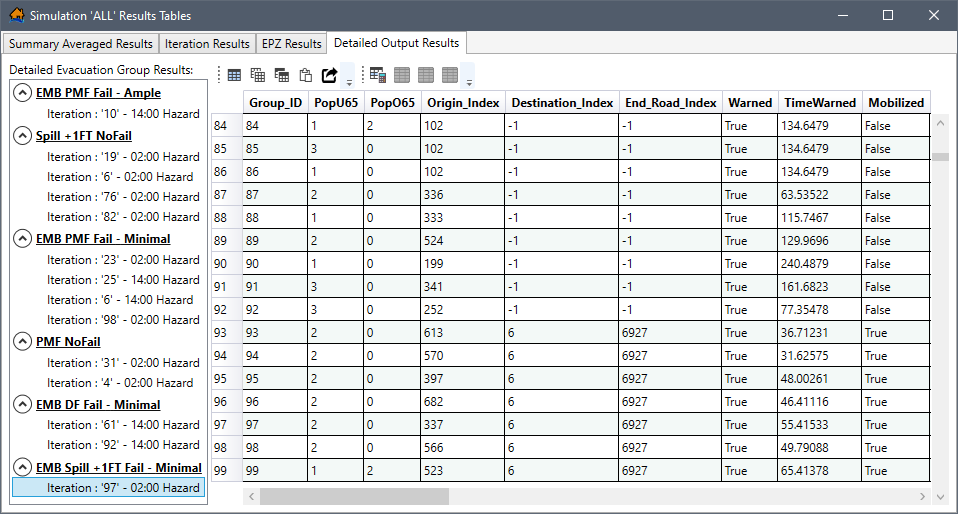 Simulation 'ALL' Results Tables
Summary Averaged Results Iteration Results EPZ Results Detailed Output Results
Detailed Evacuation Group Results:
EMB PMF Fail - Ample
Iteration : '10' - 14:00 Hazard
Spill +1FT NoFail
Iteration : '19' - 02:00 Hazard
Iteration : '6' - 02:00 Hazard
Iteration : '76' - 02:00 Hazard
Iteration : '82' - 02:00 Hazard
EMB PMF Fail - Minimal
Iteration : '23' - 02:00 Hazard
Iteration : '25' - 14:00 Hazard
Iteration : '6' - 14:00 Hazard
Iteration : '98' - 02:00 Hazard
PMF NoFail
Iteration : '31' - 02:00 Hazard
Iteration : '4' - 02:00 Hazard
EMB DF Fail - Minimal
Iteration : '61' - 14:00 Hazard
Iteration : '92' - 14:00 Hazard
EMB Spill +1FT Fail - Minimal
Iteration : '97' - 02:00 Hazard
Group_ID PopU65 PopO65 Origin_Index Destination_Index End_Road_Index Warned TimeWarned Mobilized
84 84 1 2 102 -1 -1 True 134.6479 False
85 85 3 0 102 -1 -1 True 134.6479 False
86 86 1 0 102 -1 -1 True 134.6479 False
87 87 2 0 336 -1 -1 True 63.53522 False
88 88 1 0 333 -1 -1 True 115.7467 False
89 89 2 0 524 -1 -1 True 129.9696 False
90 90 1 0 199 -1 -1 True 240.4879 False
91 91 3 0 341 -1 -1 True 161.6823 False
92 92 3 0 252 -1 -1 True 77.35478 False
93 93 2 0 613 6 6927 True 36.71231 True
94 94 2 0 570 6 6927 True 31.62575 True
95 95 2 0 397 6 6927 True 48.00261 True
96 96 2 0 682 6 6927 True 46.41116 True
97 97 2 0 337 6 6927 True 55.41533 True
98 98 2 0 566 6 6927 True 49.79088 True
99 99 1 2 523 6 6927 True 65.41378 True